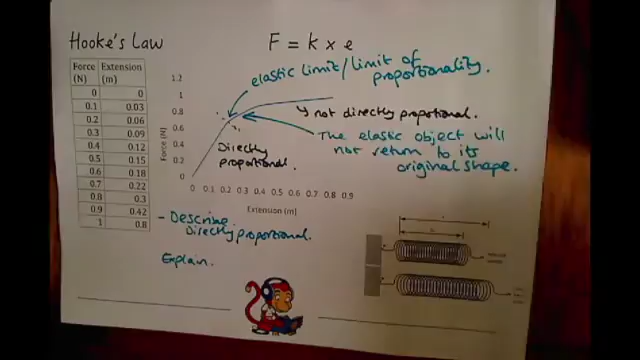 Hooke's Law
F = k x e
Force (N) Extension (m)
0 0
0.1 0.03
0.2 0.06
0.3 0.09
0.4 0.12
0.5 0.15
0.6 0.18
0.7 0.22
0.8 0.3
0.9 0.42
1 0.8
elastic limit/limit of
proportionality.
1.2
1
0.8
0.6
0.4
0.2
0
Force (N)
not directly proportional.
The elastic object will
not return to its
original shape.
Directly
proportional.
0 0.1 0.2 0.3 0.4 0.5 0.6 0.7 0.8 0.9
Extension (m)
- Describe
Directly proportional.
Explain.